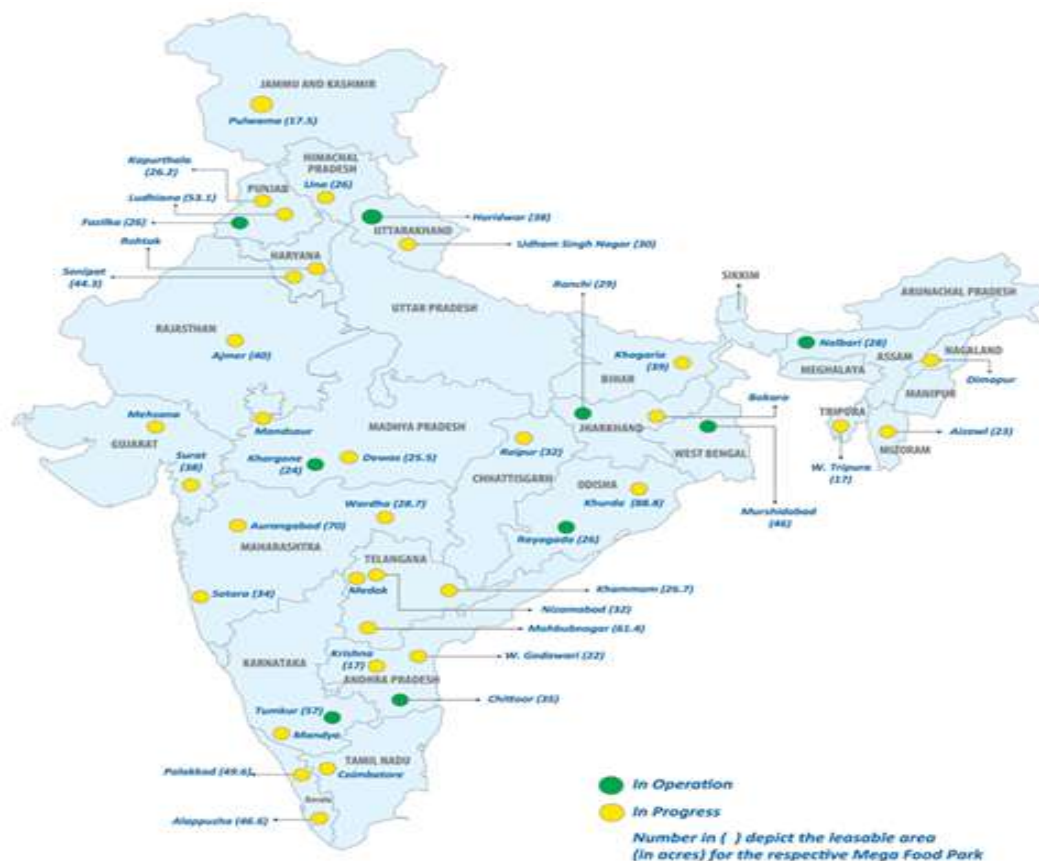 JAMMU AND KASHMIR
Pulwama (17.5)
Kapurthala
(26.2)
HIMACHAL
PRADESH
Una (26)
PUNJAB
Ludhiana (53.1)
Fazilka (26)
Haridwar (38)
UTTARAKHAND
Udham Singh Nagar (30)
Rohtak
HARYANA
Sonipat
(44.3)
Ranchi (29)
SIKKIM
ARUNACHAL PRADESH
UTTAR PRADESH
RAJASTHAN
Ajmer (40)
Nalbari (28)
NAGALAND
ASSAM
MEGHALAYA
Dimapur
Khagaria
(39)
BIHAR
MANIPUR
Bokaro
Mehsana
GUJARAT
Mandsaur
MADHYA PRADESH
JHARKHAND
TRIPURA
Aizawl (23)
Surat
(38)
Khargone
(24)
Dewas (25.5)
Raipur (32)
WEST BENGAL
MIZORAM
CHHATTISGARH
W. Tripura
(17)
ODISHA
Khurda (88.6)
Wardha (28.7)
Murshidabad
(46)
Aurangabad (70)
MAHARASHTRA
Rayagada (26)
TELANGANA
Medak
Satara (34)
Khammam (26.7)
Nizamabad (32)
Mahbubnagar (61.4)
KARNATAKA
Krishna
(17)
W. Godawari (22)
ANDHRA PRADESH
Chittoor (35)
Tumkur (57)
Mandya
TAMIL NADU
Palakkad (49.6)
Coimbatore
Kerala
Alappuzha (46.6)
In Operation
In Progress
Number in ( ) depict the leasable area
(in acres) for the respective Mega Food Park